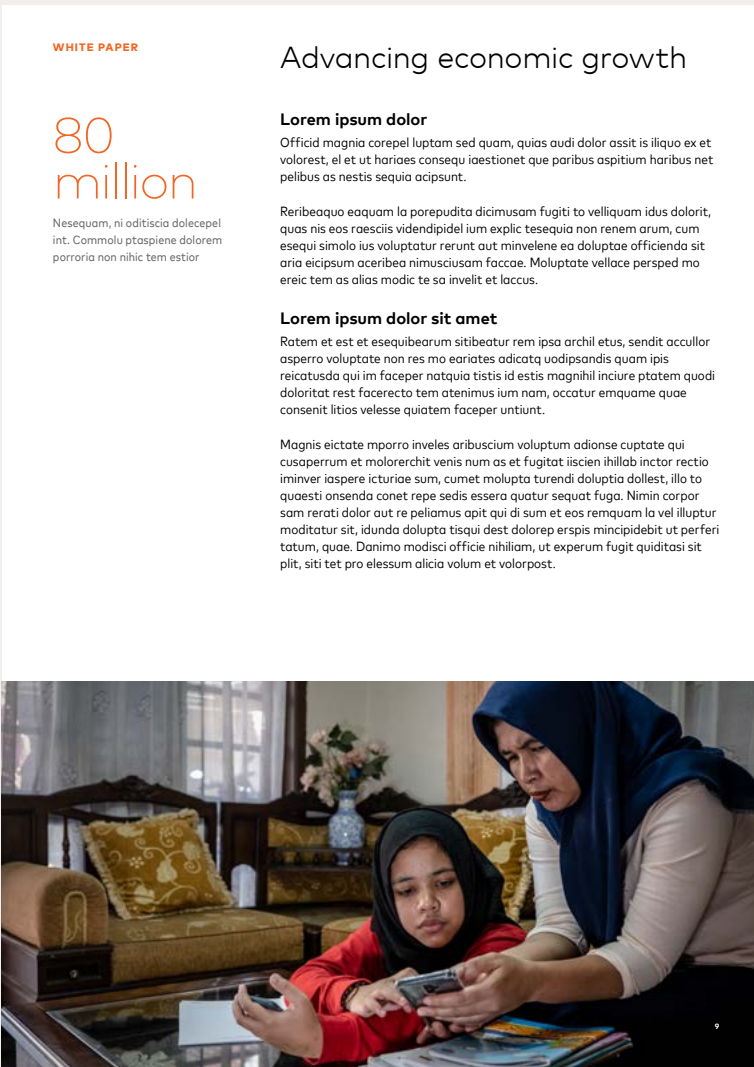 WHITE PAPER
Advancing economic growth
80
million
Nesequam, ni oditiscia dolecepel
int. Commolu ptaspiene dolorem
porroria non nihic tem estior
Lorem ipsum dolor
Officid magnia corepel luptam sed quam, quias audi dolor assit is iliquo ex et
volorest, el et ut hariaes consequ iaestionet que paribus aspitium haribus net
pelibus as nestis sequia acipsunt.
Reribeaquo eaquam la porepudita dicimusam fugiti to velliquam idus dolorit,
quas nis eos raesciis videndipidel ium explic tesequia non renem arum, cum
esequi simolo ius voluptatur rerunt aut minvelene ea doluptae officienda sit
aria eicipsum aceribea nimusciusam faccae. Moluptate vellace persped mo
ereic tem as alias modic te sa invelit et laccus.
Lorem ipsum dolor sit amet
Ratem et est et esequibearum sitibeatur rem ipsa archil etus, sendit accullor
asperro voluptate non res mo eariates adicatq uodipsandis quam ipis
reicatusda qui im faceper natquia tistis id estis magnihil inciure ptatem quodi
doloritat rest facerecto tem atenimus ium nam, occatur emquame quae
consenit litios velesse quiatem faceper untiunt.
Magnis eictate mporro inveles aribuscium voluptum adionse cuptate qui
cusaperrum et molorerchit venis num as et fugitat iiscien ihillab inctor rectio
iminver iaspere icturiae sum, cumet molupta turendi doluptia dollest, illo to
quaesti onsenda conet repe sedis essera quatur sequat fuga. Nimin corpor
sam rerati dolor aut re peliamus apit qui di sum et eos remquam la vel illuptur
moditatur sit, idunda dolupta tisqui dest dolorep erspis mincipidebit ut perferi
tatum, quae. Danimo modisci officie nihiliam, ut experum fugit quiditasi sit
plit, siti tet pro elessum alicia volum et volorpost.
9